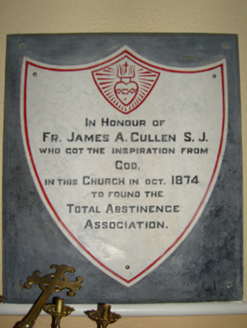 IN HONOUR OF
FR. JAMES A. CULLEN S. J.
WHO GOT THE INSPIRATION FROM
GOD,
IN THIS CHURCH IN OCT. 1874
TO FOUND THE
TOTAL ABSTINENCE
ASSOCIATION.